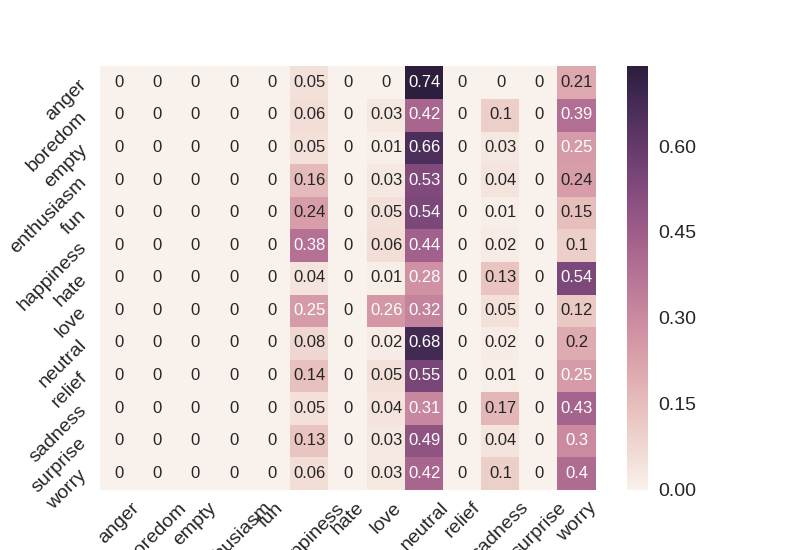 anger 0 0 0 0 0 0.05 0 0 0.74 0 0 0 0.21
boredom 0 0 0 0 0 0.06 0 0.03 0.42 0 0.1 0 0.39
empty 0 0 0 0 0 0.05 0 0.01 0.66 0 0.03 0 0.25
enthusiasm 0 0 0 0 0 0.16 0 0.03 0.53 0 0.04 0 0.24
fun 0 0 0 0 0 0.24 0 0.05 0.54 0 0.01 0 0.15
happiness 0 0 0 0 0 0.38 0 0.06 0.44 0 0.02 0 0.1
hate 0 0 0 0 0 0.04 0 0.01 0.28 0 0.13 0 0.54
love 0 0 0 0 0 0.25 0 0.26 0.32 0 0.05 0 0.12
neutral 0 0 0 0 0 0.08 0 0.02 0.68 0 0.02 0 0.2
relief 0 0 0 0 0 0.14 0 0.05 0.55 0 0.01 0 0.25
sadness 0 0 0 0 0 0.05 0 0.04 0.31 0 0.17 0 0.43
surprise 0 0 0 0 0 0.13 0 0.03 0.49 0 0.04 0 0.3
worry 0 0 0 0 0 0.06 0 0.03 0.42 0 0.1 0 0.4
anger oredom empty husiasm fun ppiness hate love neutral relief sadness surprise worry
0.60
0.45
0.30
0.15
0.00